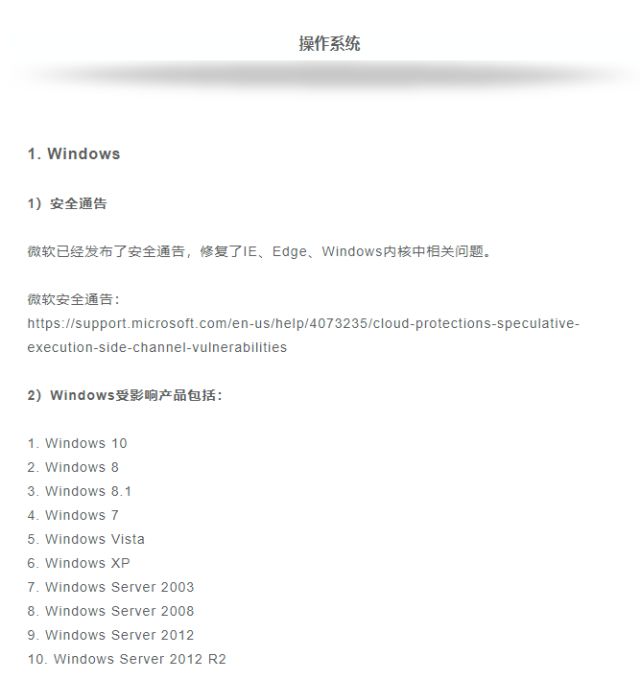 操作系统
1. Windows
1）安全通告
微软已经发布了安全通告，修复了IE、Edge、Windows内核中相关问题。
微软安全通告：
https://support.microsoft.com/en-us/help/4073235/cloud-protections-speculative-
execution-side-channel-vulnerabilities
2）Windows受影响产品包括：
1. Windows 10
2. Windows 8
3. Windows 8.1
4. Windows 7
5. Windows Vista
6. Windows XP
7. Windows Server 2003
8. Windows Server 2008
9. Windows Server 2012
10. Windows Server 2012 R2